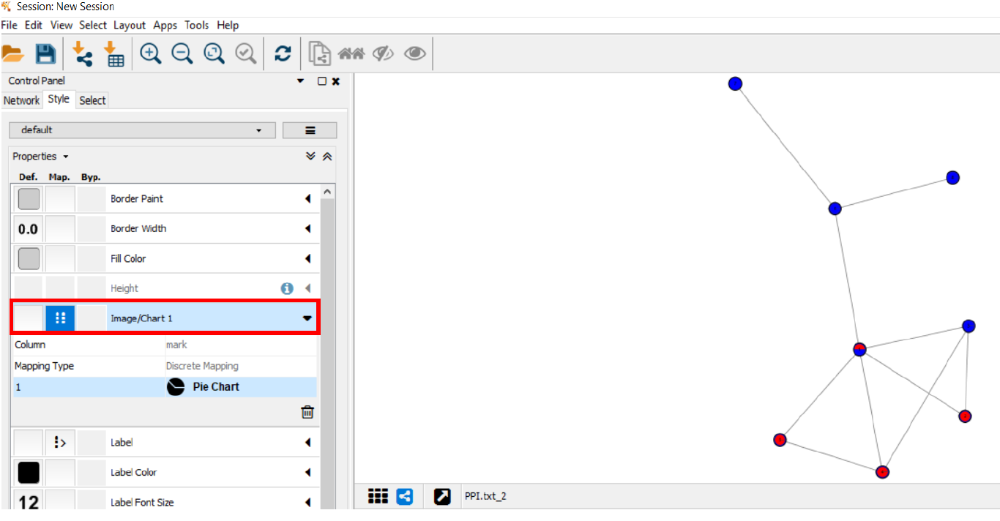 Session: New Session
File Edit View Select Layout Apps Tools Help
Control Panel
Network Style Select
default
Properties
Def. Map. Byp.
Border Paint
0.0 Border Width
Fill Color
Height
Image/Chart 1
Column mark
Mapping Type Discrete Mapping
1 Pie Chart
Label
Label Color
12 Label Font Size
PPI.txt_2